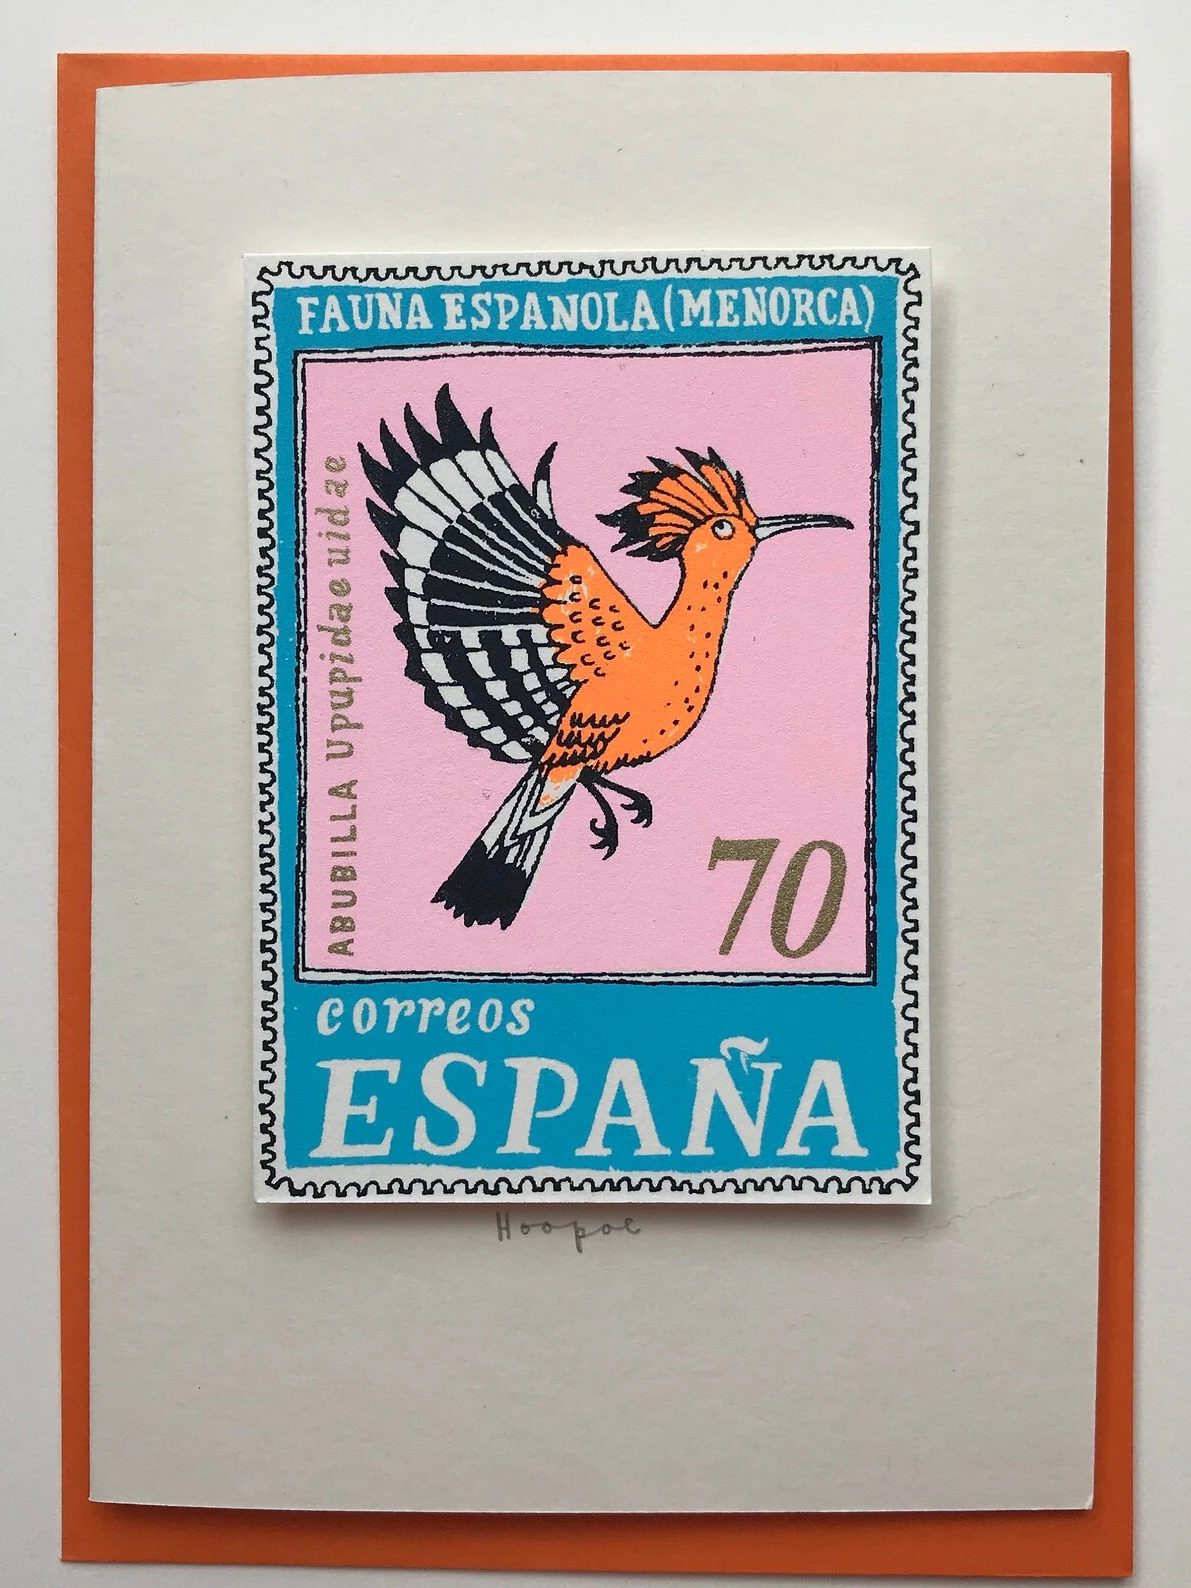 FAUNA ESPANOLA (MENORCA)
ABUBILLA Upupidae uidae
70
correos
ESPAÑA
Hoopoe